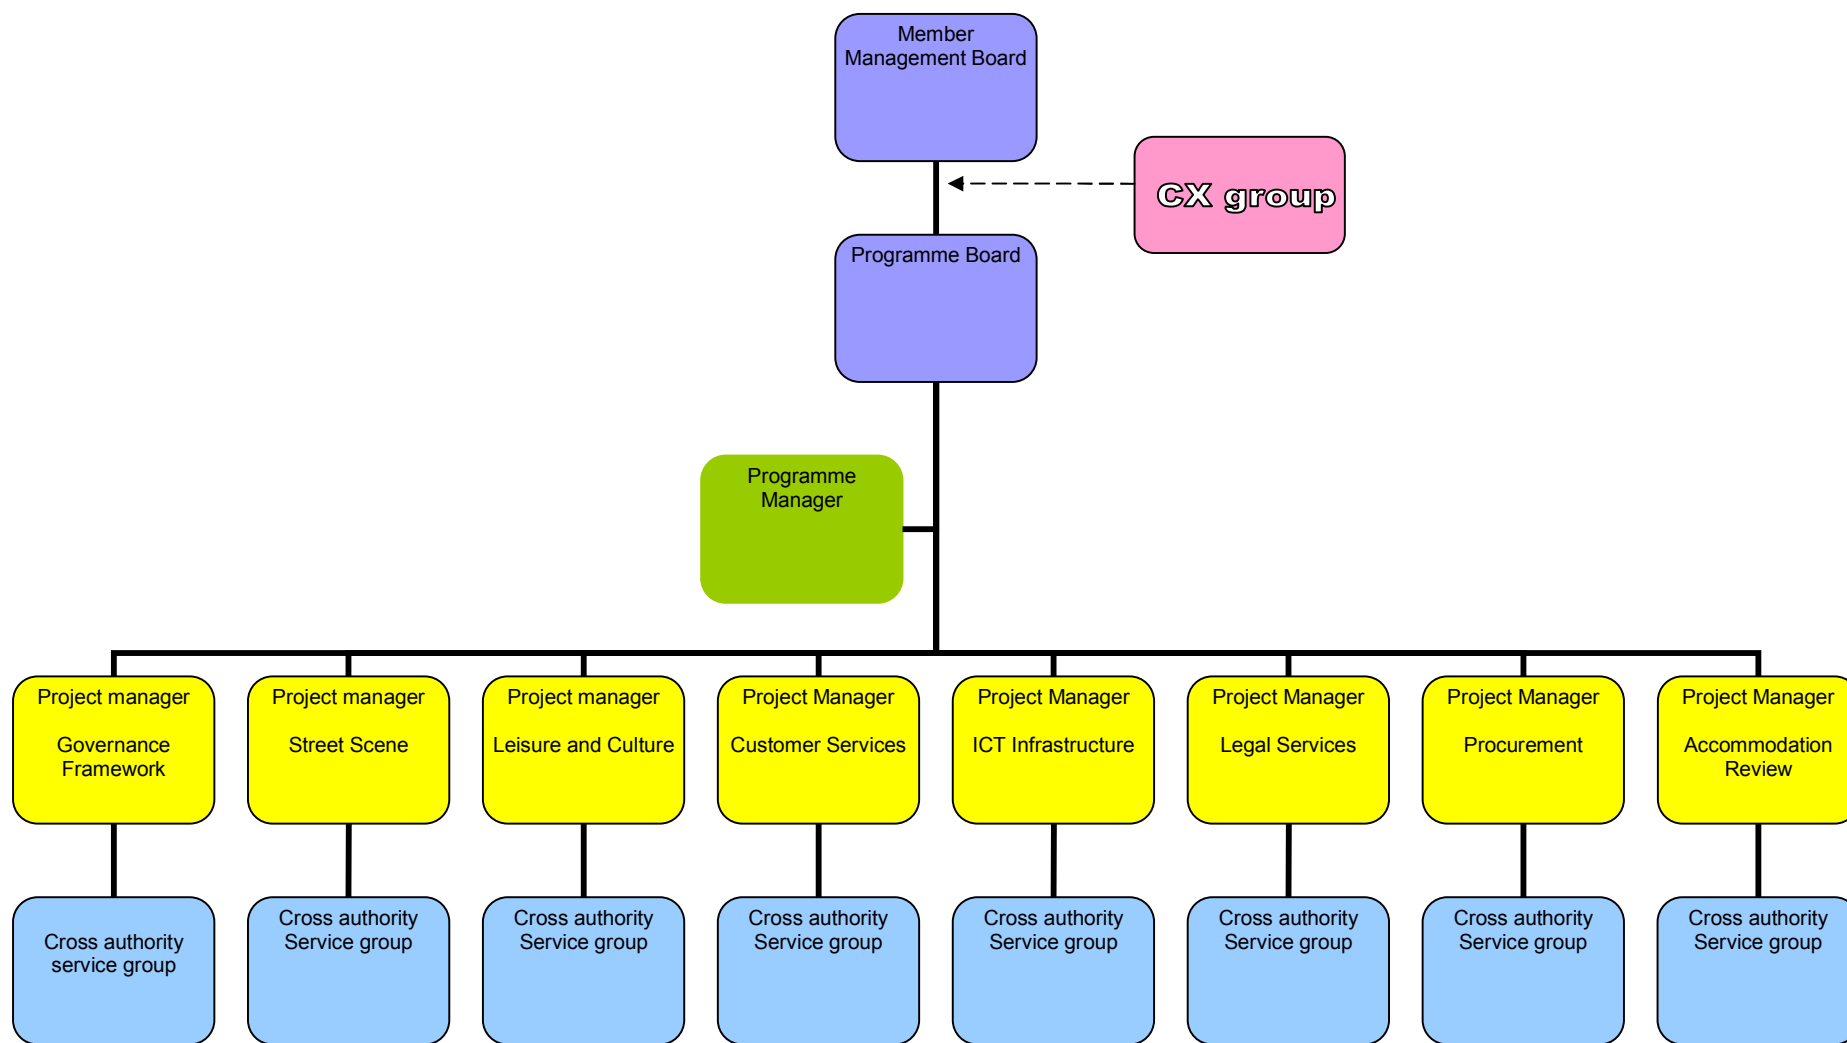 Member
Management Board
CX group
Programme Board
Programme
Manager
Project manager
Governance
Framework
Project manager
Street Scene
Project manager
Leisure and Culture
Project Manager
Customer Services
Project Manager
ICT Infrastructure
Project Manager
Legal Services
Project Manager
Procurement
Project Manager
Accommodation
Review
Cross authority
service group
Cross authority
Service group
Cross authority
Service group
Cross authority
Service group
Cross authority
Service group
Cross authority
Service group
Cross authority
Service group
Cross authority
Service group